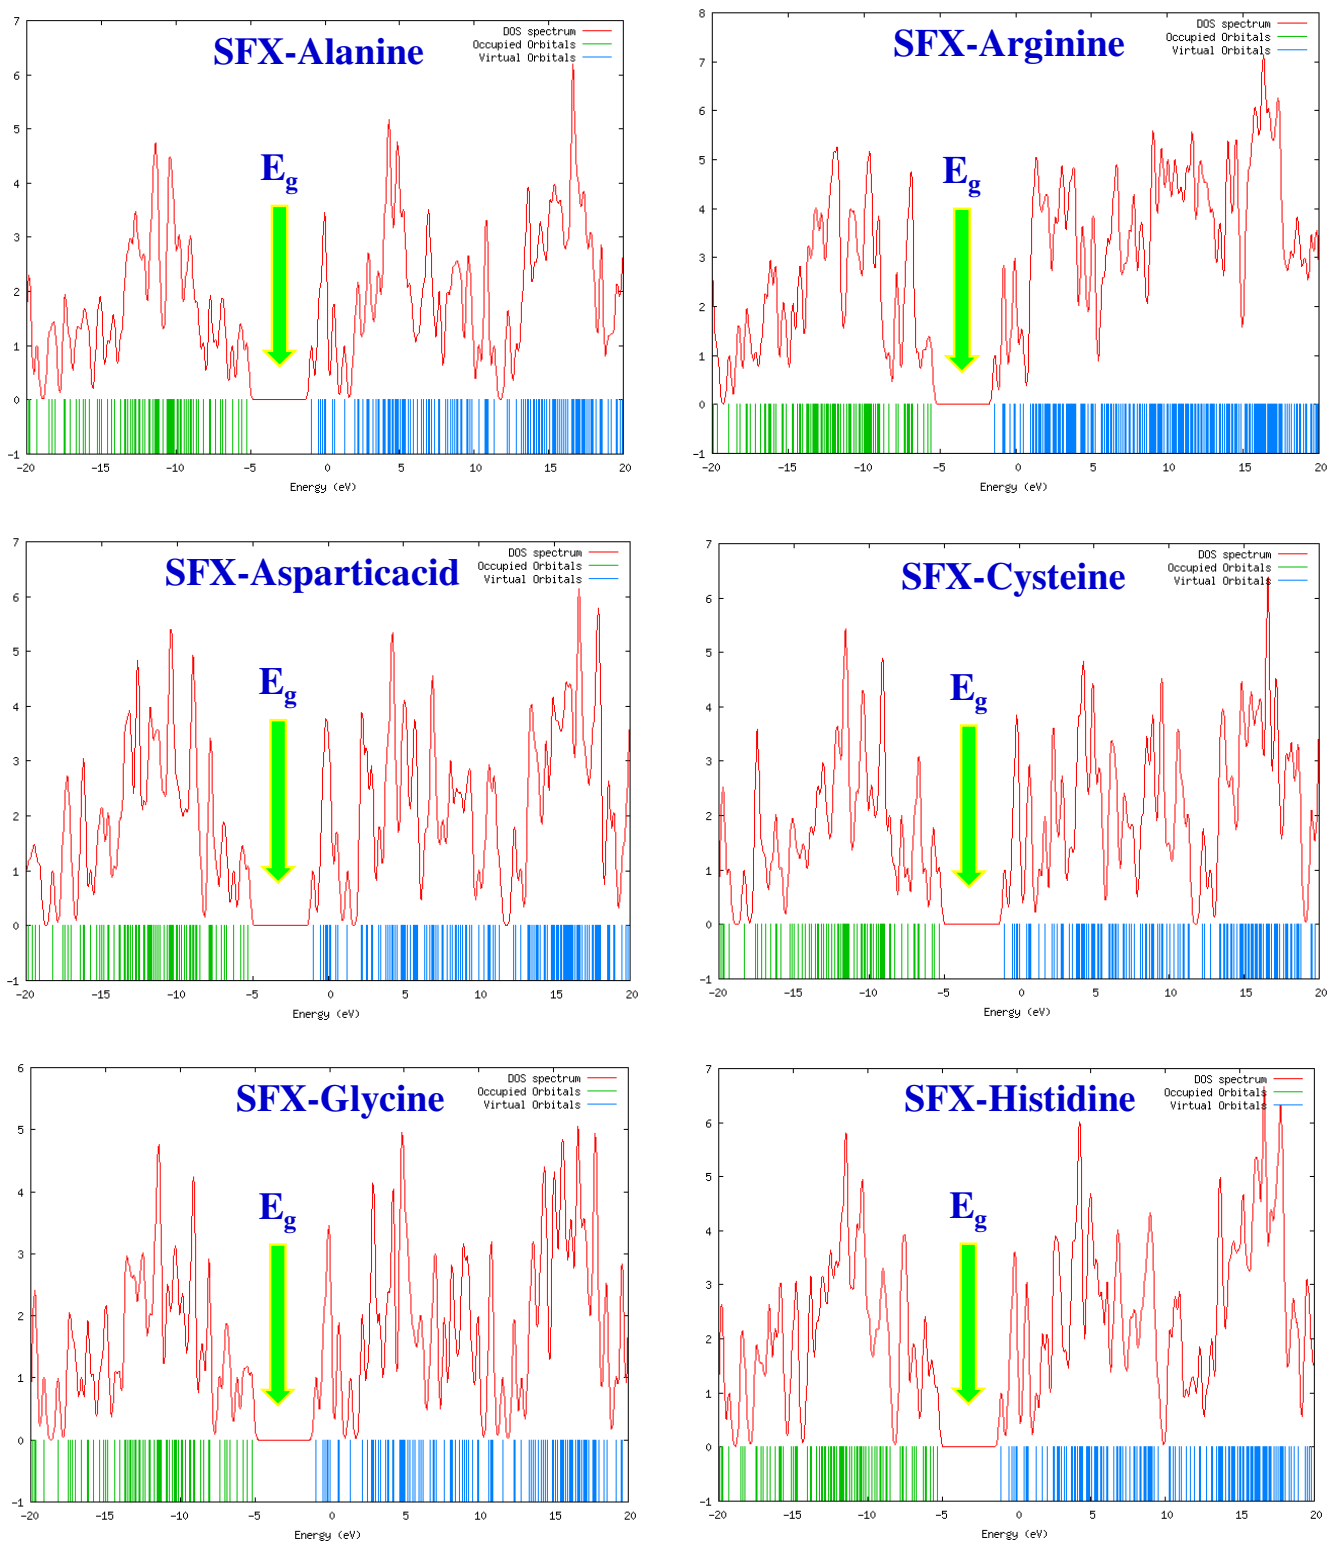 SFX-Alanine
DOS spectrum
Occupied Orbitals
Virtual Orbitals
Eg
7
6
5
4
3
2
1
0
-1
-20 -15 -10 -5 0 5 10 15 20
Energy (eV)
SFX-Arginine
DOS spectrum
Occupied Orbitals
Virtual Orbitals
Eg
8
7
6
5
4
3
2
1
0
-1
-20 -15 -10 -5 0 5 10 15 20
Energy (eV)
SFX-Asparticacid
DOS spectrum
Occupied Orbitals
Virtual Orbitals
Eg
7
6
5
4
3
2
1
0
-1
-20 -15 -10 -5 0 5 10 15 20
Energy (eV)
SFX-Cysteine
DOS spectrum
Occupied Orbitals
Virtual Orbitals
Eg
7
6
5
4
3
2
1
0
-1
-20 -15 -10 -5 0 5 10 15 20
Energy (eV)
SFX-Glycine
DOS spectrum
Occupied Orbitals
Virtual Orbitals
Eg
6
5
4
3
2
1
0
-1
-20 -15 -10 -5 0 5 10 15 20
Energy (eV)
SFX-Histidine
DOS spectrum
Occupied Orbitals
Virtual Orbitals
Eg
7
6
5
4
3
2
1
0
-1
-20 -15 -10 -5 0 5 10 15 20
Energy (eV)